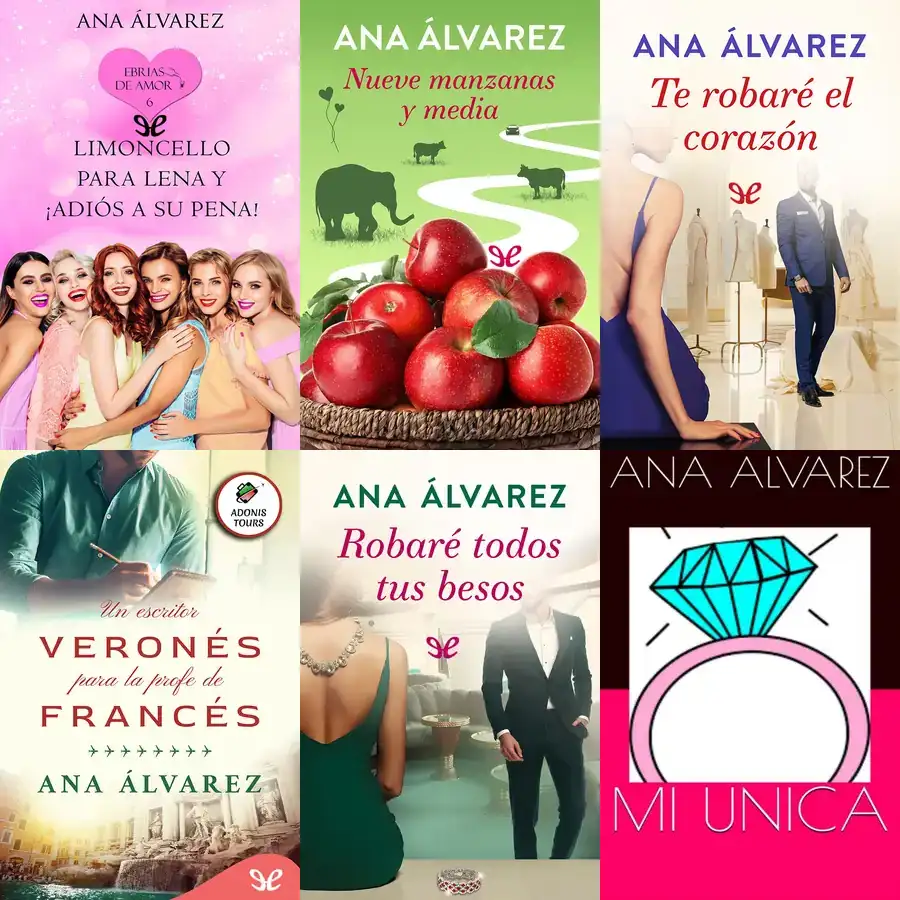 ANA ÁLVAREZ
EBRIAS
DE AMOR
6
LIMONCELLO
PARA LENA Y
¡ADIÓS A SU PENA!
ANA ÁLVAREZ
Nueve manzanas
y media
ANA ÁLVAREZ
Te robaré el
corazón
ADONIS
TOURS
Un escritor
VERONÉS
para la profe de
FRANCÉS
ANA ÁLVAREZ
ANA ÁLVAREZ
Robaré todos
tus besos
ANA ALVAREZ
MI UNICA